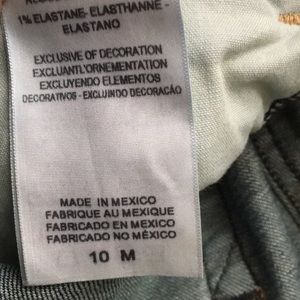 1% ELASTANE- ELASTHANNE -
ELASTANO
EXCLUSIVE OF DECORATION
EXCLUANT L'ORNEMENTATION
EXCLUYENDO ELEMENTOS
DECORATIVOS - EXCLUINDO DECORAÇÃO
MADE IN MEXICO
FABRIQUE AU MEXIQUE
FABRICADO EN MEXICO
FABRICADO NO MÉXICO
10 M